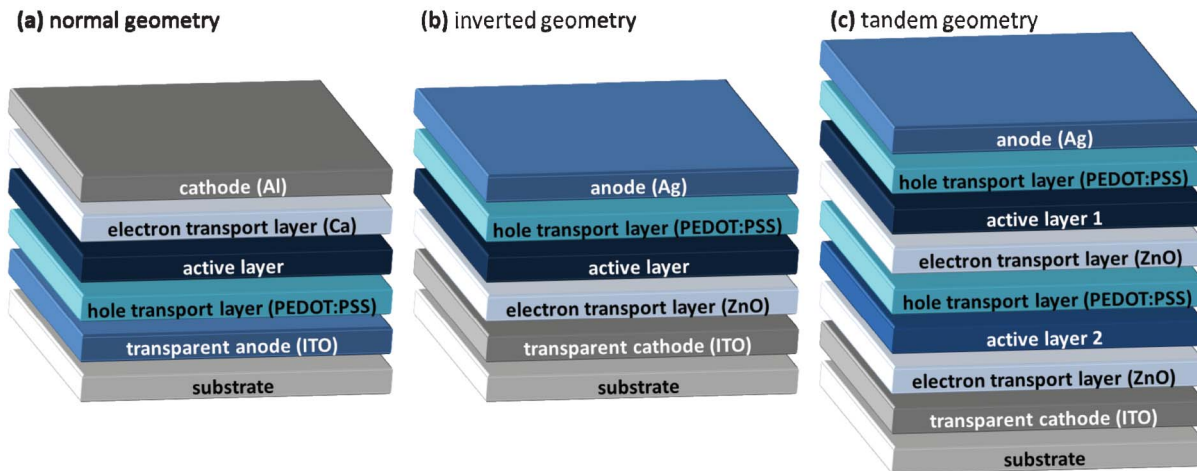 (a) normal geometry
cathode (Al)
electron transport layer (Ca)
active layer
hole transport layer (PEDOT:PSS)
transparent anode (ITO)
substrate
(b) inverted geometry
anode (Ag)
hole transport layer (PEDOT:PSS)
active layer
electron transport layer (ZnO)
transparent cathode (ITO)
substrate
(c) tandem geometry
anode (Ag)
hole transport layer (PEDOT:PSS)
active layer 1
electron transport layer (ZnO)
hole transport layer (PEDOT:PSS)
active layer 2
electron transport layer (ZnO)
transparent cathode (ITO)
substrate